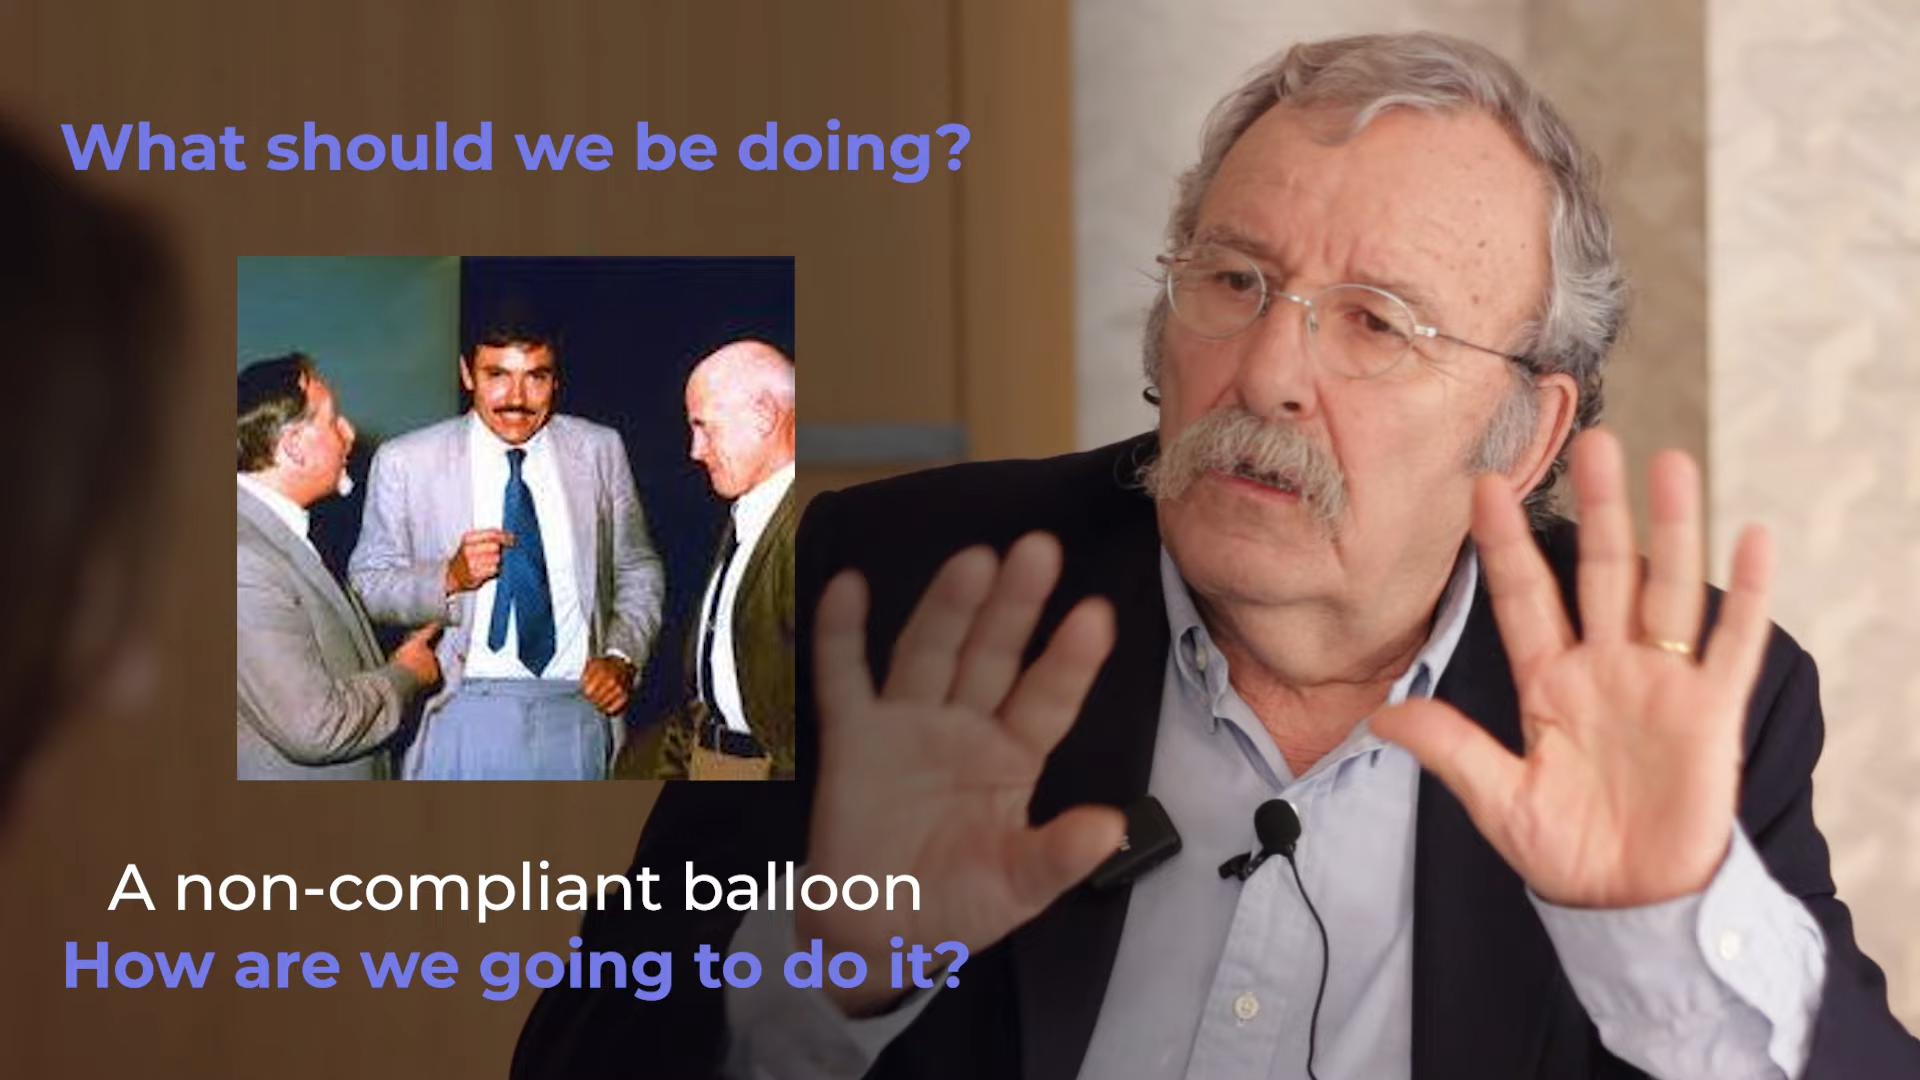 What should we be doing?
A non-compliant balloon
How are we going to do it?